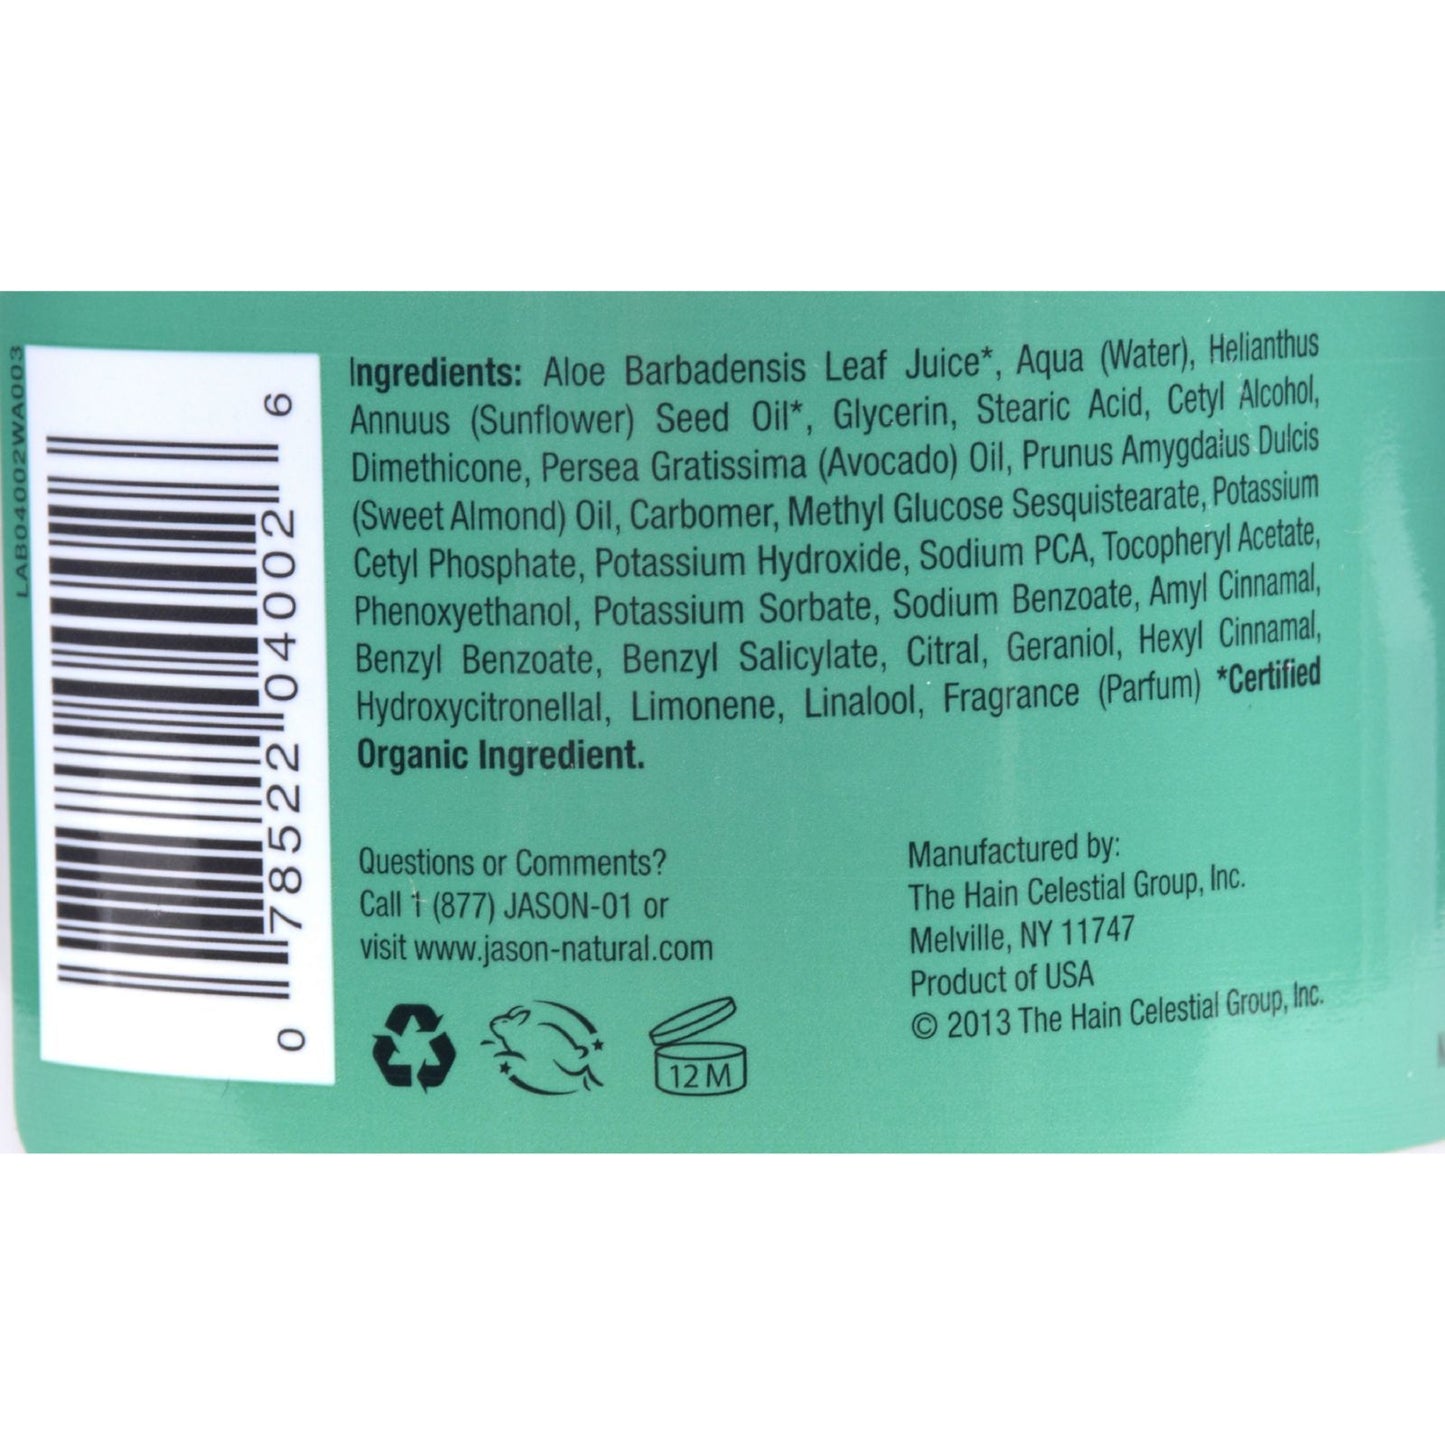 LAB04002WA003
0 78522 04002 6
Ingredients: Aloe Barbadensis Leaf Juice*, Aqua (Water), Helianthus
Annuus (Sunflower) Seed Oil*, Glycerin, Stearic Acid, Cetyl Alcohol,
Dimethicone, Persea Gratissima (Avocado) Oil, Prunus Amygdalus Dulcis
(Sweet Almond) Oil, Carbomer, Methyl Glucose Sesquistearate, Potassium
Cetyl Phosphate, Potassium Hydroxide, Sodium PCA, Tocopheryl Acetate,
Phenoxyethanol, Potassium Sorbate, Sodium Benzoate, Amyl Cinnamal,
Benzyl Benzoate, Benzyl Salicylate, Citral, Geraniol, Hexyl Cinnamal,
Hydroxycitronellal, Limonene, Linalool, Fragrance (Parfum) *Certified
Organic Ingredient.
Questions or Comments?
Call 1 (877) JASON-01 or
visit www.jason-natural.com
12M
Manufactured by:
The Hain Celestial Group, Inc.
Melville, NY 11747
Product of USA
© 2013 The Hain Celestial Group, Inc.